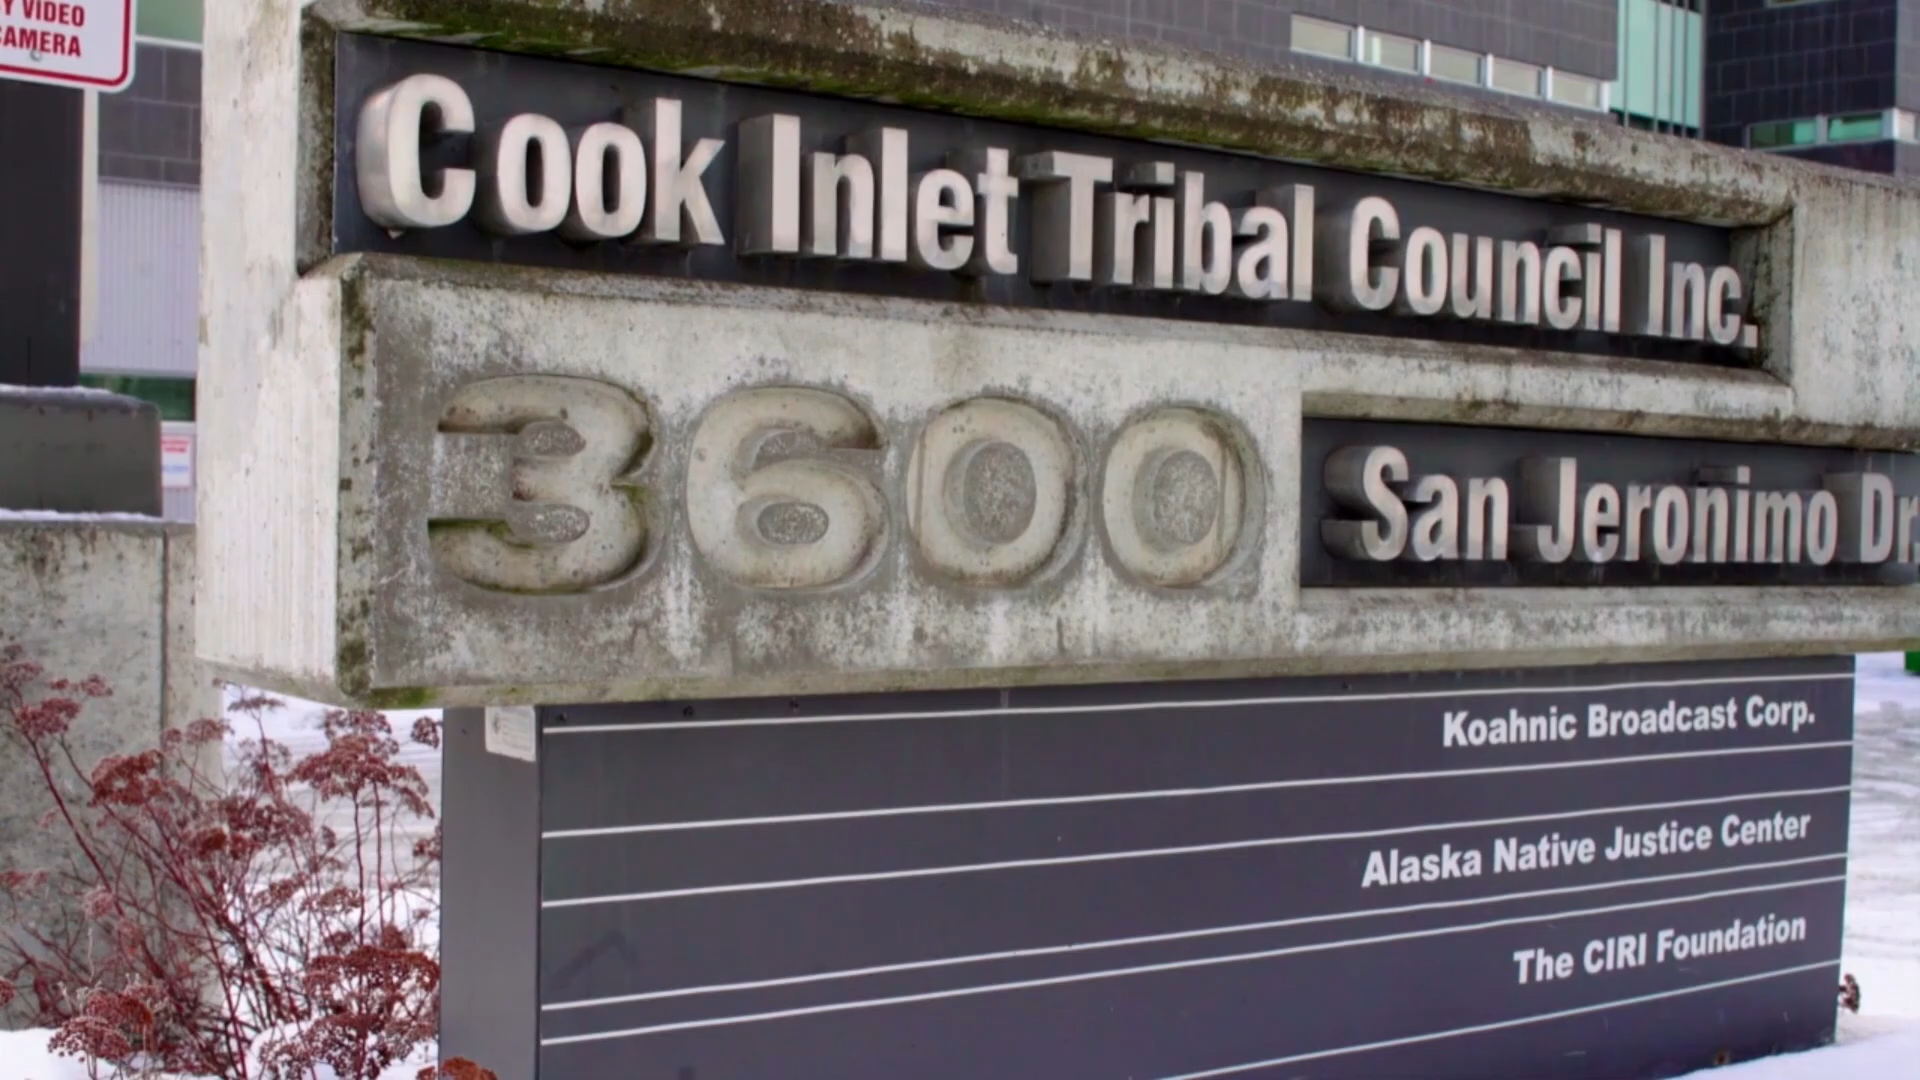 Y VIDEO
CAMERA
Cook Inlet Tribal Council Inc.
3600
San Jeronimo Dr.
Koahnic Broadcast Corp.
Alaska Native Justice Center
The CIRI Foundation